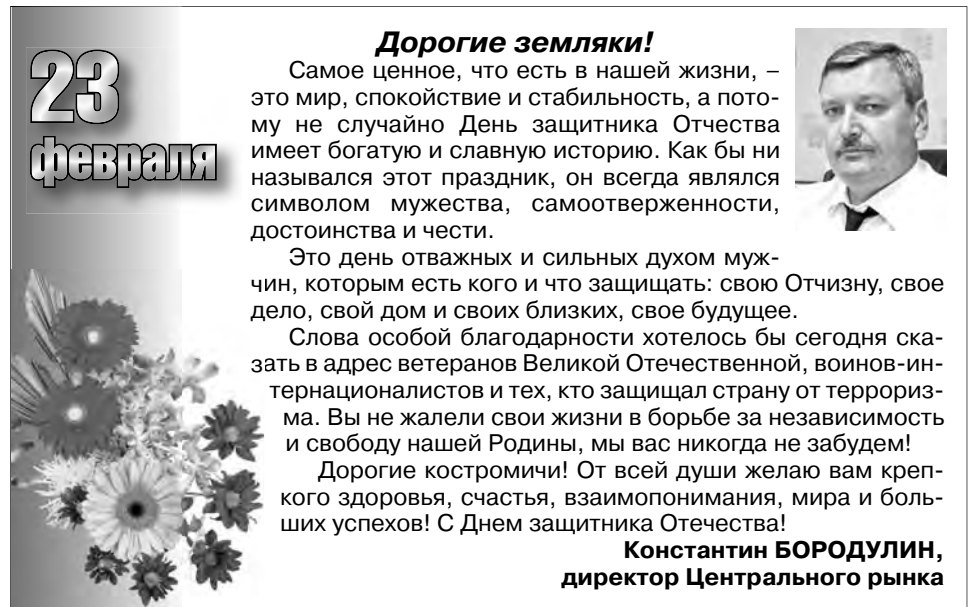 23
февраля
Дорогие земляки!
Самое ценное, что есть в нашей жизни, –
это мир, спокойствие и стабильность, а пото-
му не случайно День защитника Отчества
имеет богатую и славную историю. Как бы ни
назывался этот праздник, он всегда являлся
символом мужества, самоотверженности,
достоинства и чести.
Это день отважных и сильных духом муж-
чин, которым есть кого и что защищать: свою Отчизну, свое
дело, свой дом и своих близких, свое будущее.
Слова особой благодарности хотелось бы сегодня ска-
зать в адрес ветеранов Великой Отечественной, воинов-ин-
тернационалистов и тех, кто защищал страну от террориз-
ма. Вы не жалели свои жизни в борьбе за независимость
и свободу нашей Родины, мы вас никогда не забудем!
Дорогие костромичи! От всей души желаю вам креп-
кого здоровья, счастья, взаимопонимания, мира и боль-
ших успехов! С Днем защитника Отечества!
Константин БОРОДУЛИН,
директор Центрального рынка